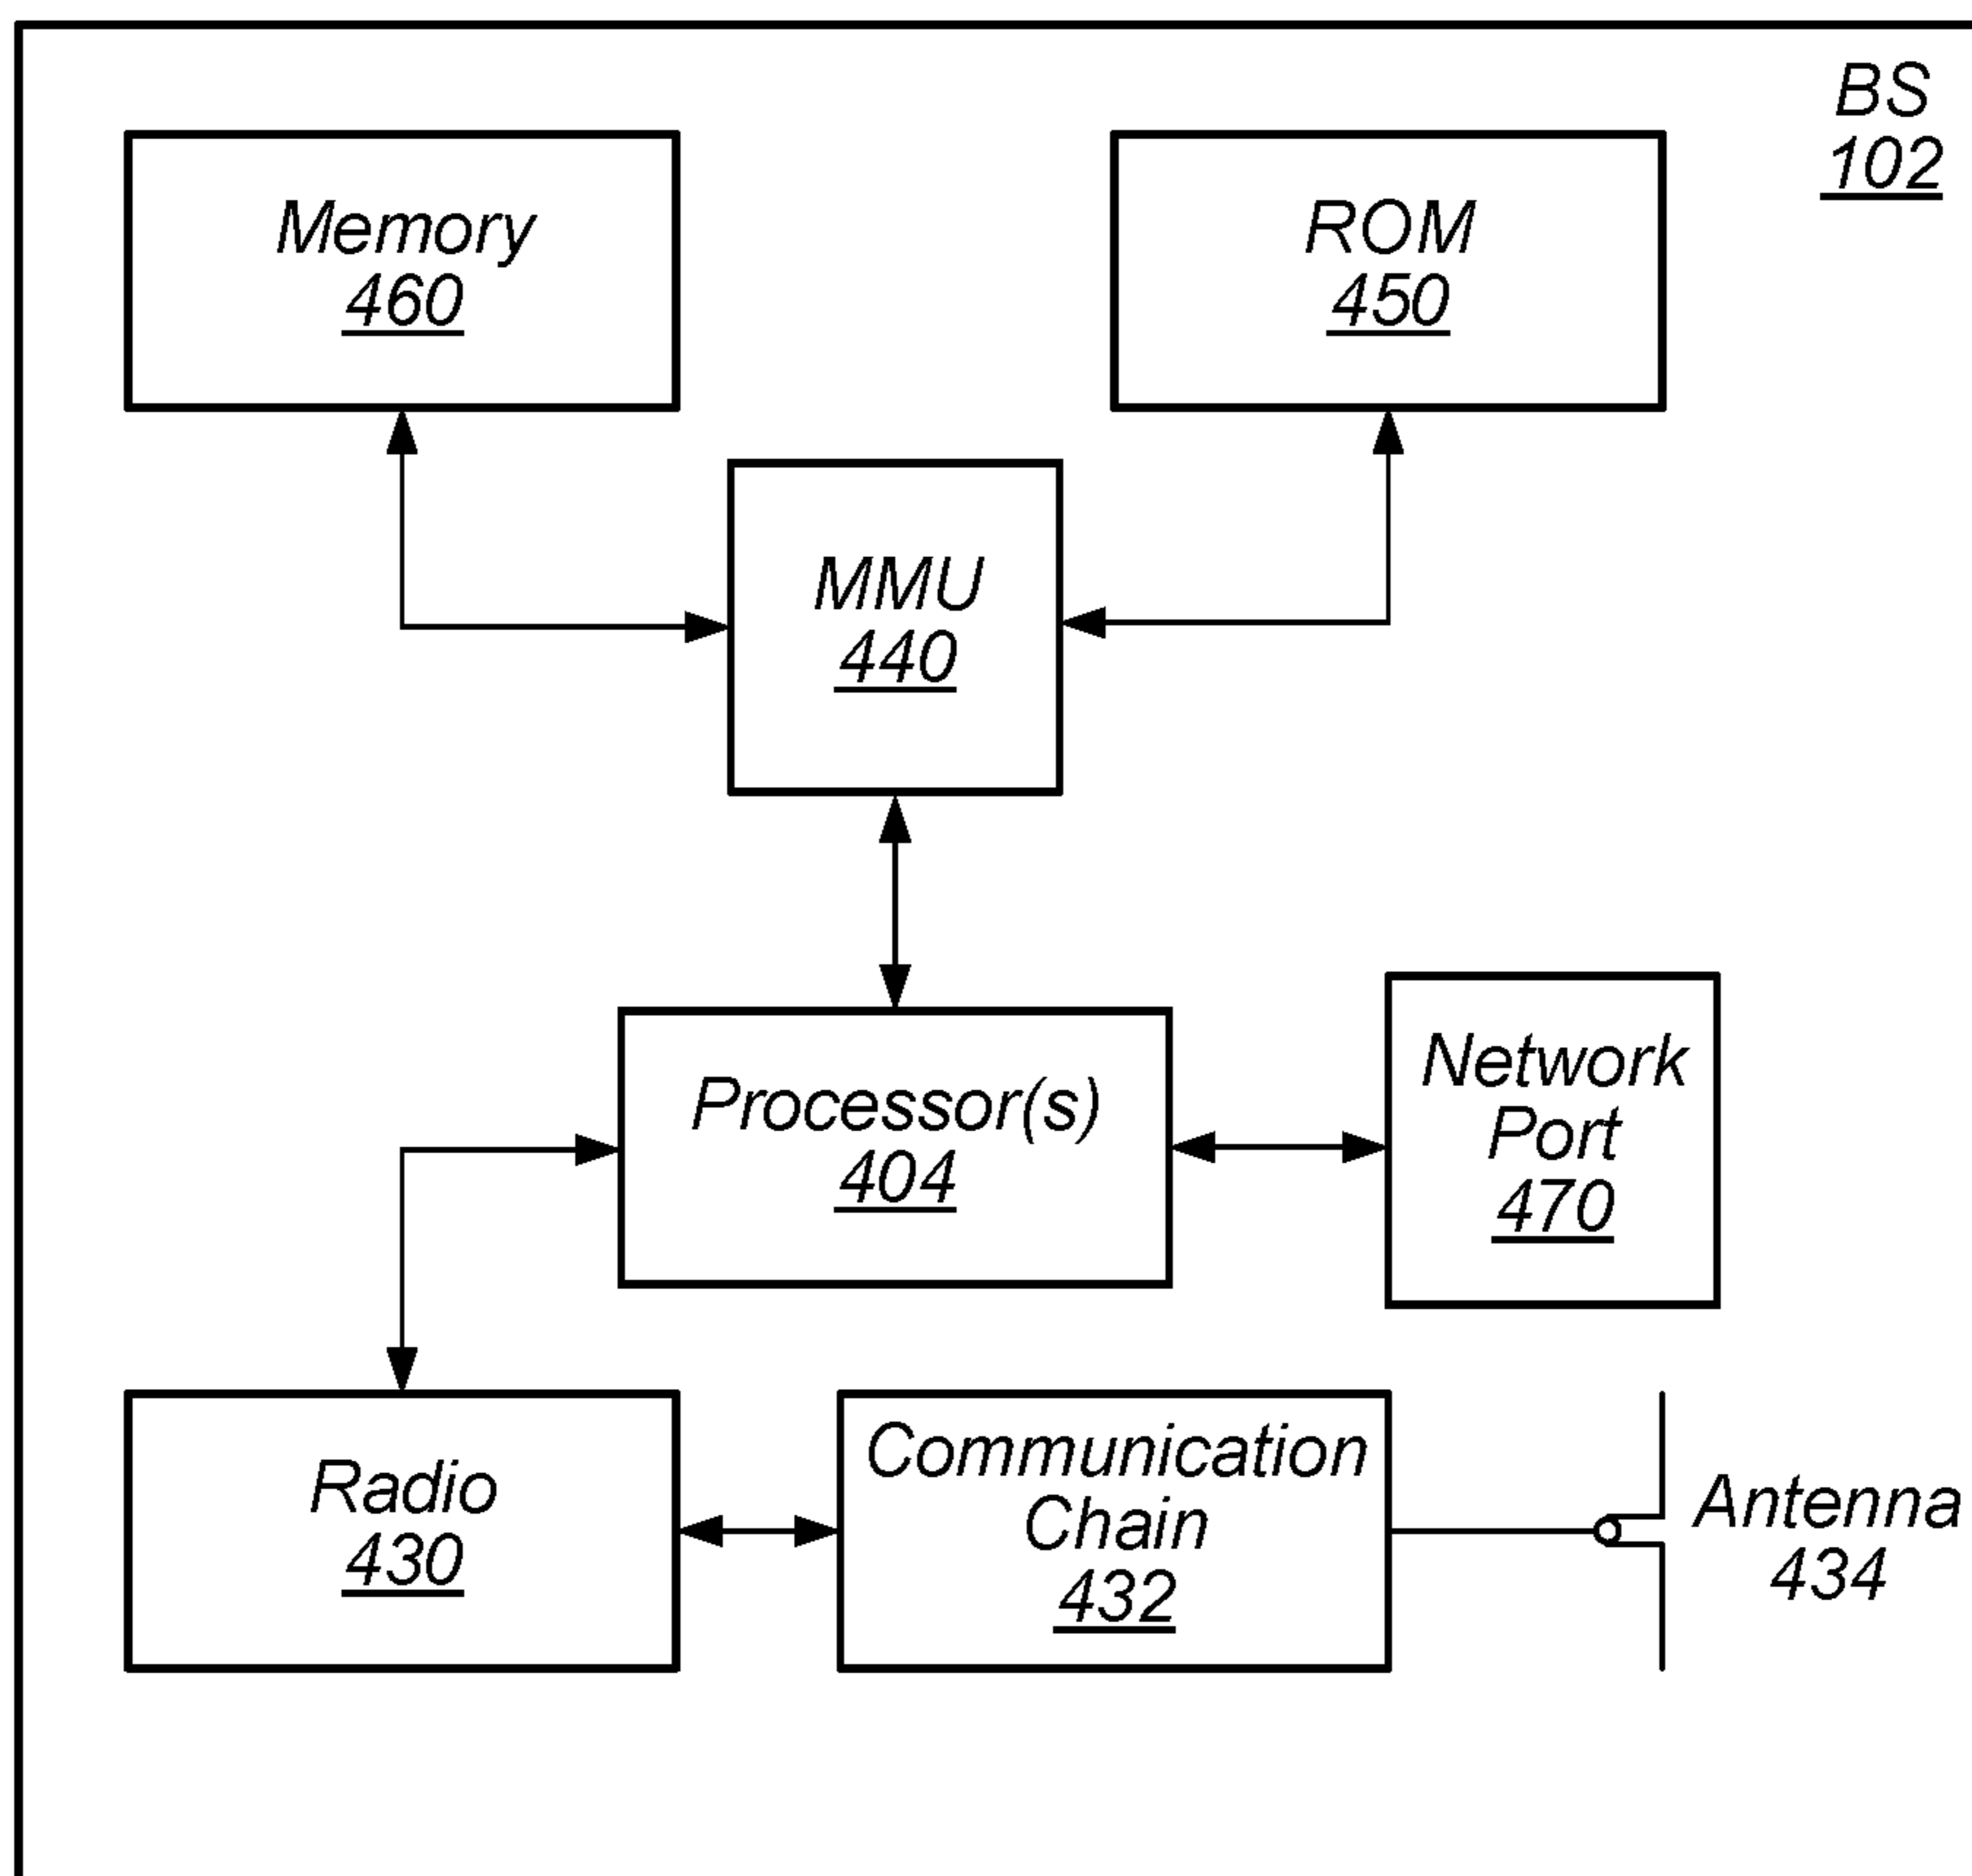 BS
102
Memory
460
ROM
450
MMU
440
Processor(s)
404
Network
Port
470
Radio
430
Communication
Chain
432
Antenna
434